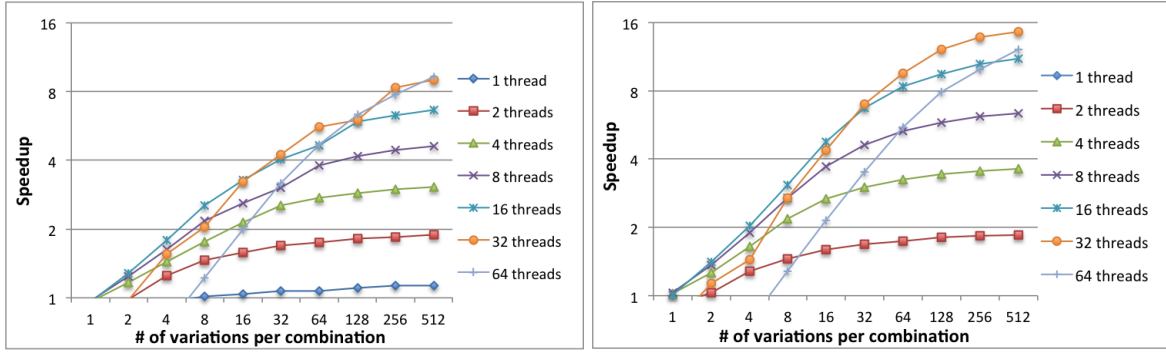 16
8
4
2
1
Speedup
1 2 4 8 16 32 64 128 256 512
# of variations per combination
1 thread
2 threads
4 threads
8 threads
16 threads
32 threads
64 threads
16
8
4
2
1
Speedup
1 2 4 8 16 32 64 128 256 512
# of variations per combination
1 thread
2 threads
4 threads
8 threads
16 threads
32 threads
64 threads